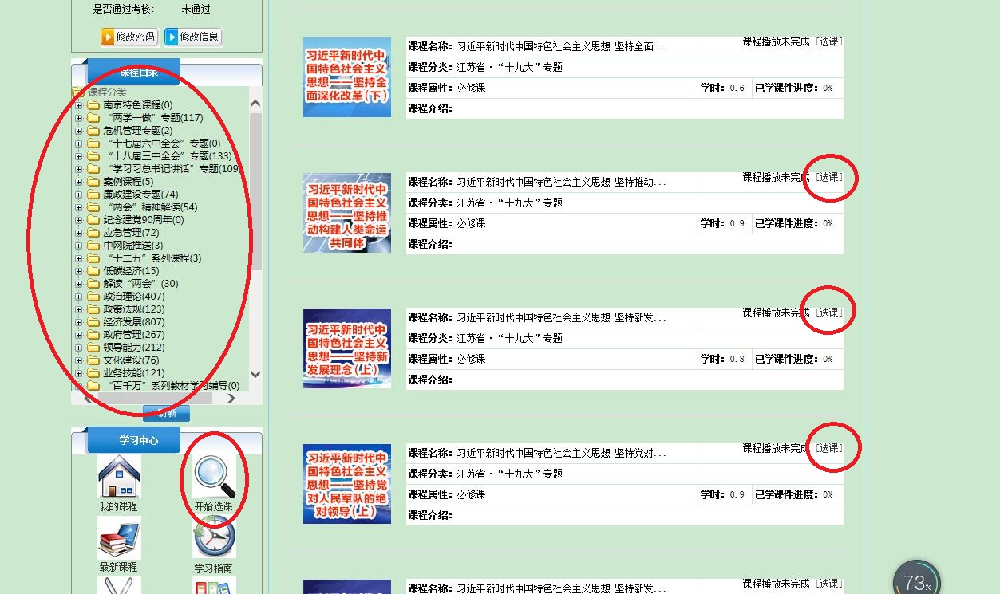 是否通过考核： 未通过
修改密码 修改信息
课程目录
课程分类
南京特色课程(0)
“两学一做”专题(117)
危机管理专题(2)
“十七届六中全会”专题(0)
“十八届三中全会”专题(133)
“学习习总书记讲话”专题(109)
案例课程(5)
廉政建设专题(74)
“两会”精神解读(54)
纪念建党90周年(0)
应急管理(72)
中网院推送(3)
“十二五”系列课程(3)
低碳经济(15)
解读“两会”(30)
政治理论(407)
政策法规(123)
经济发展(807)
政府管理(267)
领导能力(212)
文化建设(76)
业务技能(121)
“百千万”系列教材学习辅导(0)
刷新
学习中心
我的课程 开始选课
最新课程 学习指南
习近平新时代中
国特色社会主义
思想——坚持全
面深化改革(下)
课程名称：习近平新时代中国特色社会主义思想 坚持全面... 课程播放未完成 [选课]
课程分类：江苏省·“十九大”专题
课程属性：必修课 学时：0.6 已学课件进度：0%
课程介绍：
习近平新时代中
国特色社会主义
思想——坚持推
动构建人类命运
共同体
课程名称：习近平新时代中国特色社会主义思想 坚持推动... 课程播放未完成 [选课]
课程分类：江苏省·“十九大”专题
课程属性：必修课 学时：0.9 已学课件进度：0%
课程介绍：
习近平新时代中
国特色社会主义
思想——坚持新
发展理念(上)
课程名称：习近平新时代中国特色社会主义思想 坚持新发... 课程播放未完成 [选课]
课程分类：江苏省·“十九大”专题
课程属性：必修课 学时：0.8 已学课件进度：0%
课程介绍：
习近平新时代中
国特色社会主义
思想——坚持党
对人民军队的绝
对领导(上)
课程名称：习近平新时代中国特色社会主义思想 坚持党对... 课程播放未完成 [选课]
课程分类：江苏省·“十九大”专题
课程属性：必修课 学时：0.9 已学课件进度：0%
课程介绍：
课程名称：习近平新时代中国特色社会主义思想 坚持新发... 课程播放未完成 [选课]
73%